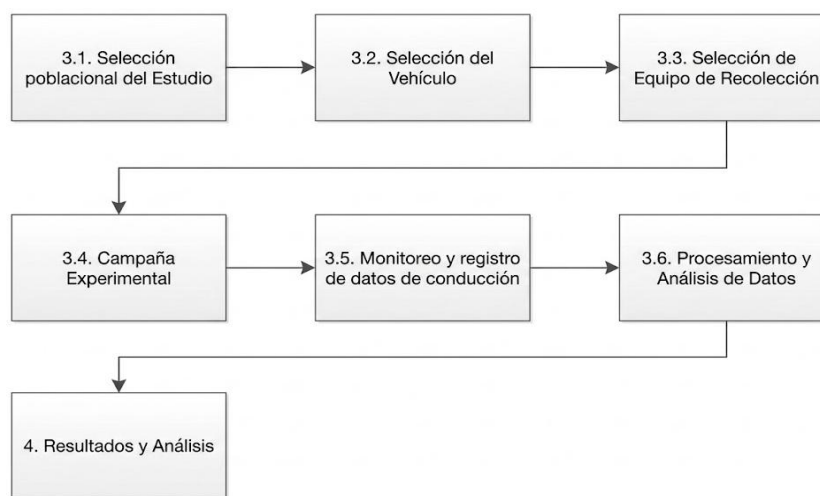 3.1. Selección
poblacional del Estudio
3.2. Selección del
Vehículo
3.3. Selección de
Equipo de Recolección
3.4. Campaña
Experimental
3.5. Monitoreo y registro
de datos de conducción
3.6. Procesamiento y
Análisis de Datos
4. Resultados y Análisis